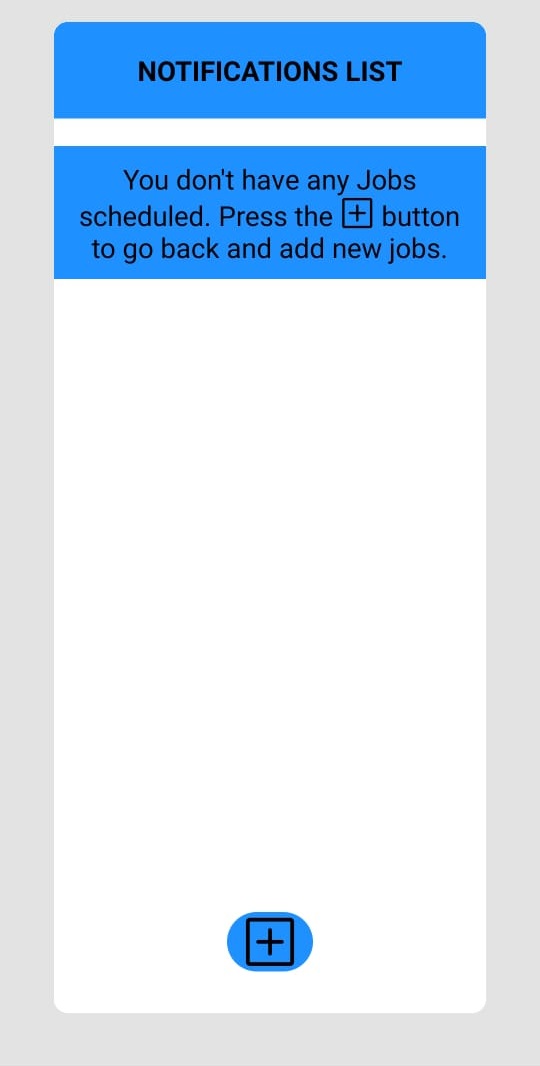 NOTIFICATIONS LIST
You don't have any Jobs
scheduled. Press the button
to go back and add new jobs.